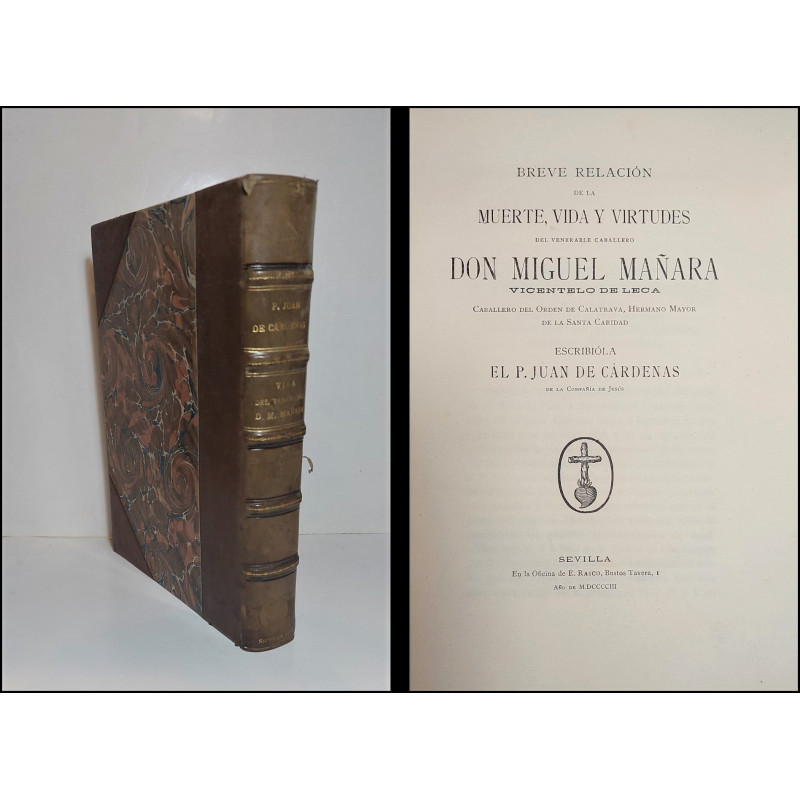 P. JUAN
DE CÁRDENAS
VIDA
D. M. MAÑARA
BREVE RELACIÓN
DE LA
MUERTE, VIDA Y VIRTUDES
DEL VENERABLE CABALLERO
DON MIGUEL MAÑARA
VICENTELO DE LECA
CABALLERO DEL ORDEN DE CALATRAVA, HERMANO MAYOR
DE LA SANTA CARIDAD
ESCRIBIÓLA
EL P. JUAN DE CÁRDENAS
DE LA COMPAÑÍA DE JESÚS
SEVILLA
En la Oficina de E. RASCO, Bustos Tavera, 1
AÑO DE M.DCCCCIII